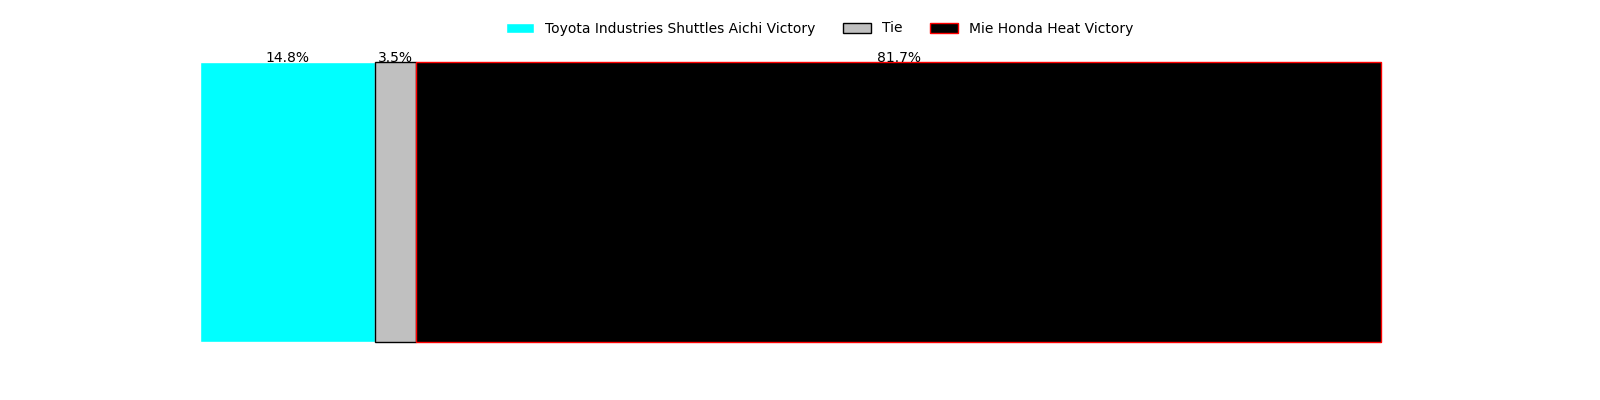 Toyota Industries Shuttles Aichi Victory Tie Mie Honda Heat Victory
14.8% 3.5% 81.7%